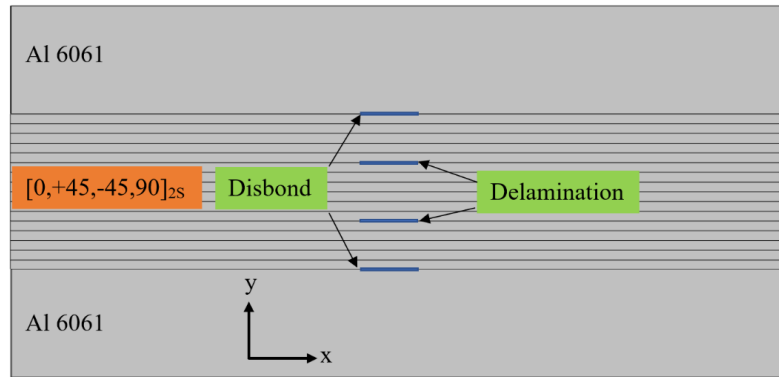 Al 6061
[0,+45,-45,90]2S
Disbond
Delamination
y
x
Al 6061